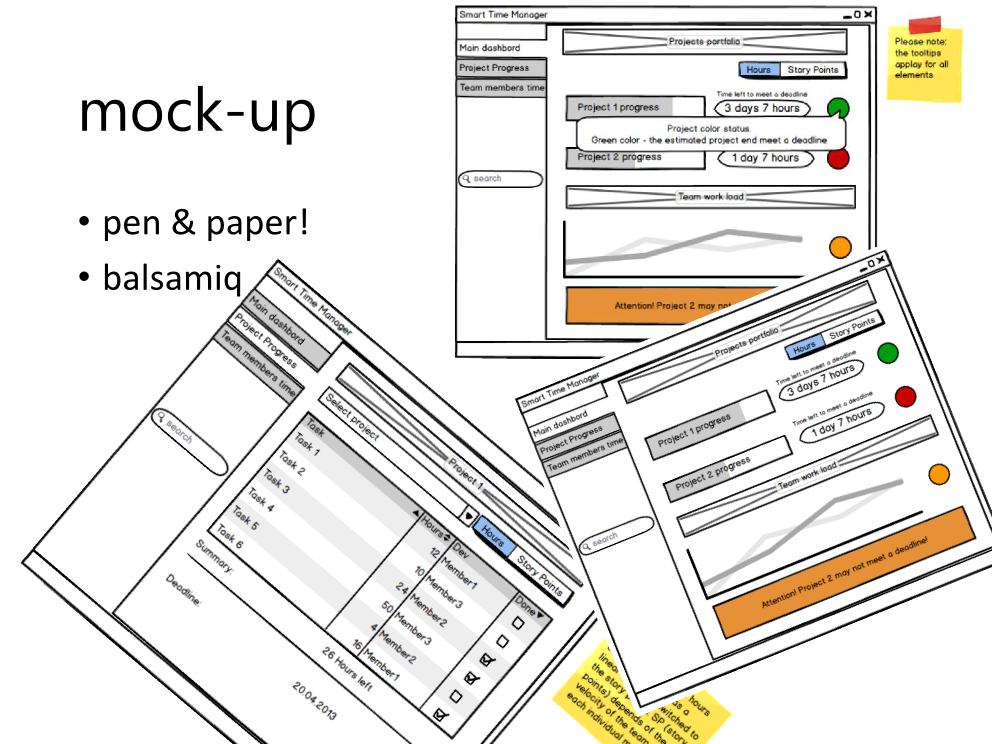 mock-up
• pen & paper!
• balsamiq
Smart Time Manager
Main dashbord
Project Progress
Team members time
search
Projects portfolio
Hours
Story Points
Project 1 progress
Time left to meet a deadline
3 days 7 hours
Project color status.
Green color - the estimated project end meet a deadline
Project 2 progress
1 day 7 hours
Team work load
Attention! Project 2 may not
Please note:
the tooltips
applay for all
elements
Smart Time Manager
Main dashbord
Project Progress
Team members time
search
Project 1
Select project
Hours
Story Points
Task Hours Dev Done
Task 1 12 Member1
Task 2 10 Member3
Task 3 24 Member2
Task 4 50 Member3
Task 5 4 Member2
Task 6 16 Member1
Summary: 26 Hours left
Deadline: 20.04.2013
Smart Time Manager
Main dashbord
Project Progress
Team members time
search
Projects portfolio
Hours
Story Points
Project 1 progress
Time left to meet a deadline
3 days 7 hours
Project 2 progress
Time left to meet a deadline
1 day 7 hours
Team work load
Attention! Project 2 may not meet a deadline!
hours
as a
switched to
the story
SP (story
points) depends of the
velocity of the team
each individual